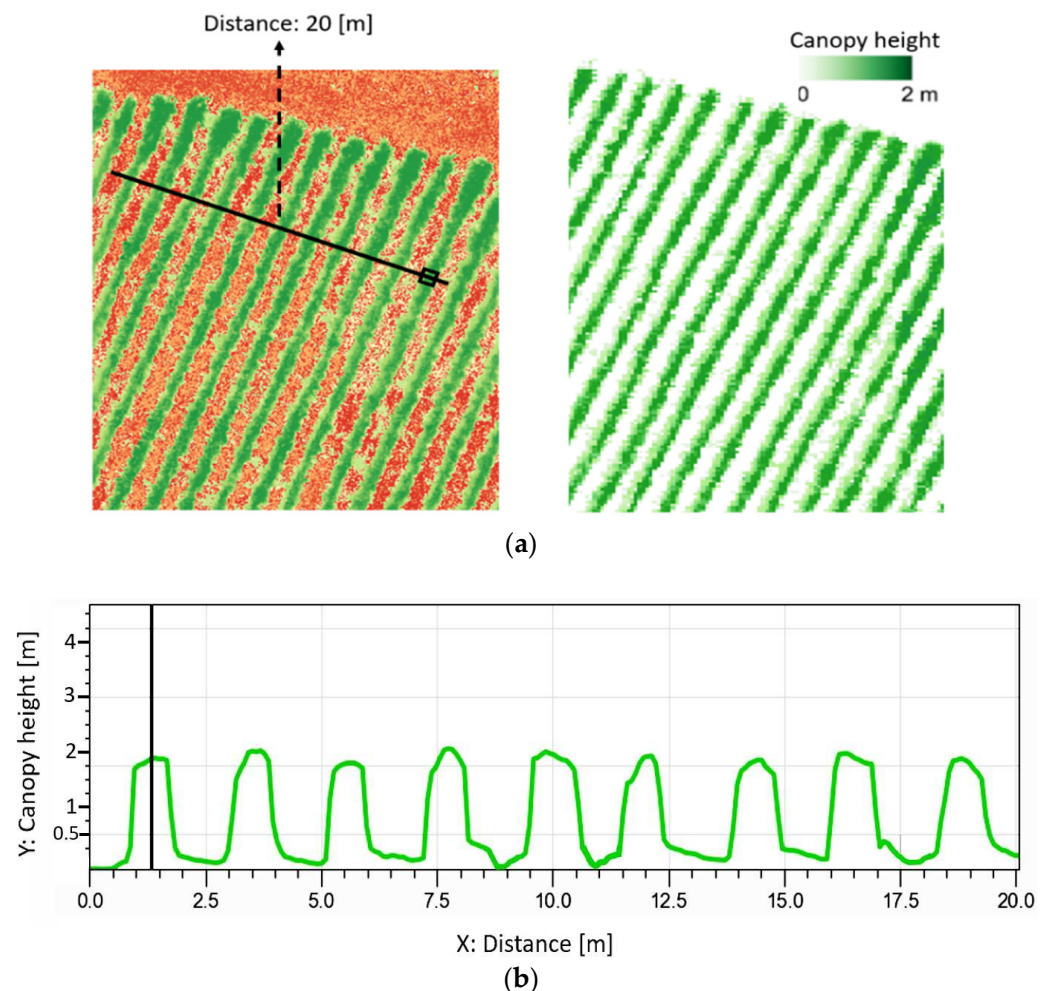 Distance: 20 [m]
Canopy height
0 2 m
(a)
Y: Canopy height [m]
4
3
2
1
0.5
0.0 2.5 5.0 7.5 10.0 12.5 15.0 17.5 20.0
X: Distance [m]
(b)